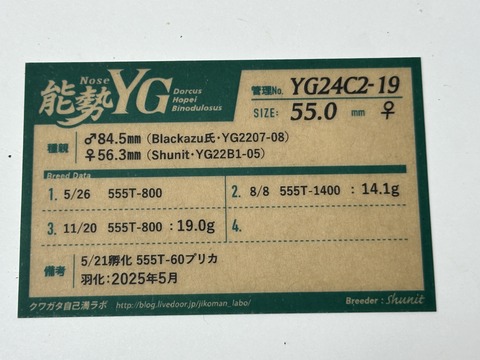 能勢 Nose YG Dorcus Hopei Binodulosus
管理No. YG24C2-19
SIZE: 55.0 mm ♀
種親 ♂84.5㎜ (Blackazu氏・YG2207-08)
♀56.3㎜ (Shunit・YG22B1-05)
Breed Data
1. 5/26 555T-800
2. 8/8 555T-1400 : 14.1g
3. 11/20 555T-800 : 19.0g
4.
備考 5/21孵化 555T-60プリカ
羽化:2025年5月
クワガタ自己満ラボ http://blog.livedoor.jp/jikoman_labo/ Breeder : Shunit